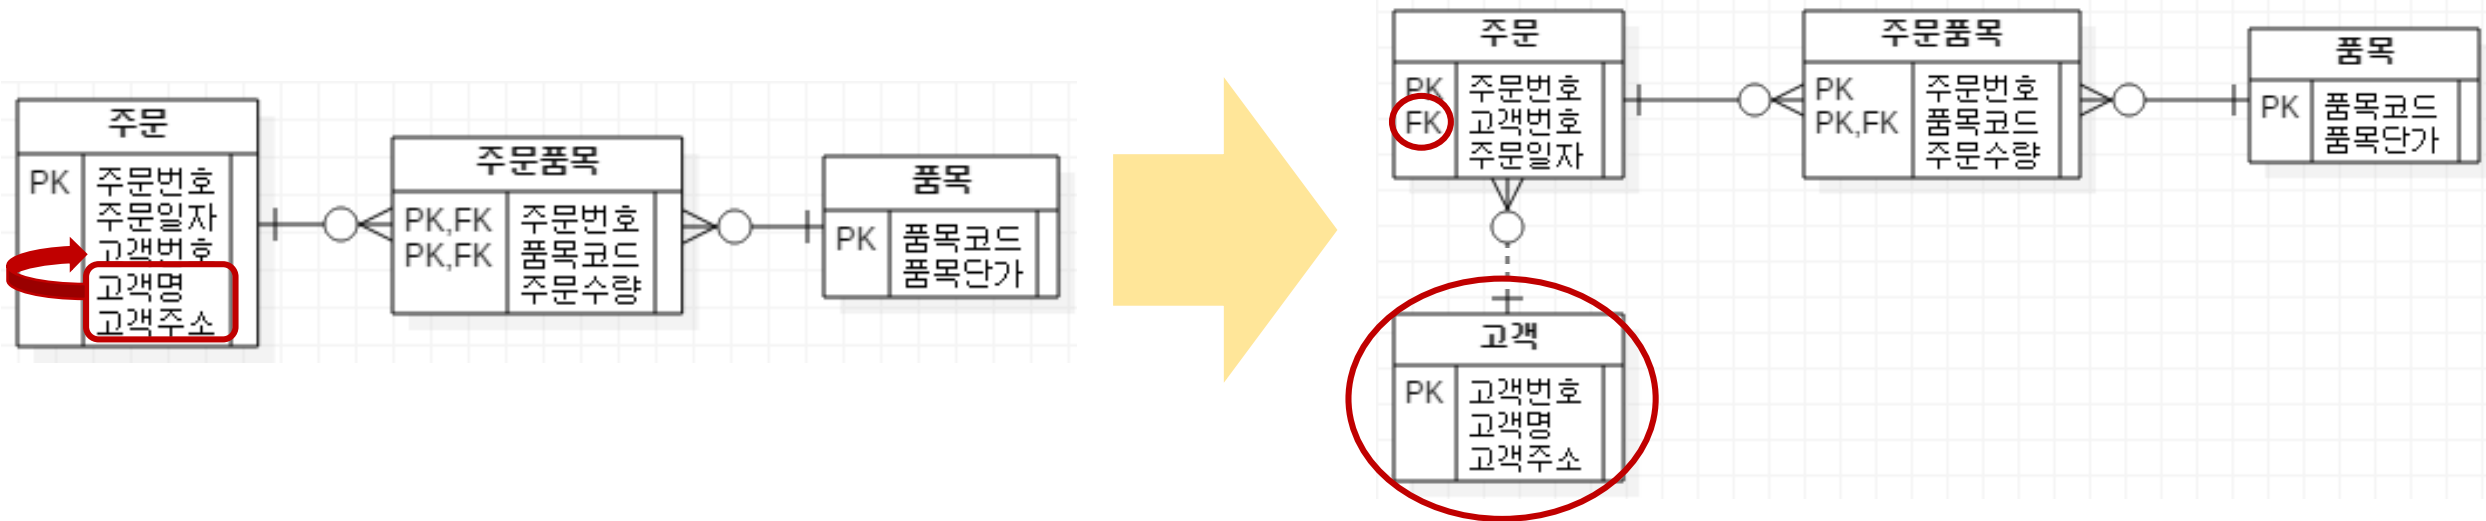 주문
PK 주문번호
주문일자
고객번호
고객명
고객주소
주문품목
PK,FK 주문번호
PK,FK 품목코드
주문수량
품목
PK 품목코드
품목단가
주문
PK 주문번호
FK 고객번호
주문일자
주문품목
PK 주문번호
PK,FK 품목코드
주문수량
품목
PK 품목코드
품목단가
고객
PK 고객번호
고객명
고객주소